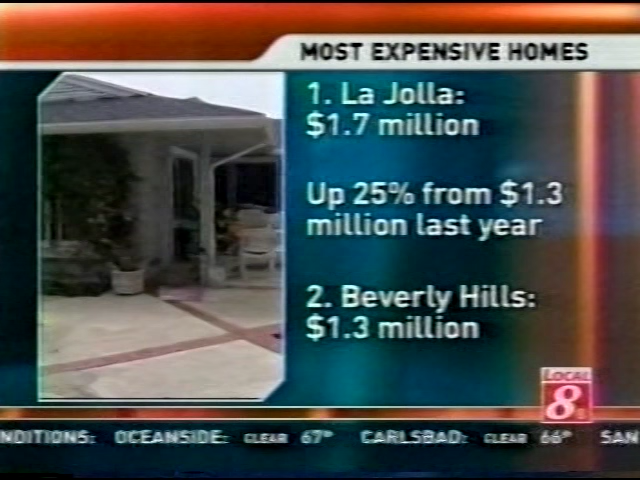 MOST EXPENSIVE HOMES
1. La Jolla:
$1.7 million
Up 25% from $1.3
million last year
2. Beverly Hills:
$1.3 million
LOCAL
8
NDITIONS: OCEANSIDE: CLEAR 67° CARLSBAD: CLEAR 66° SAN